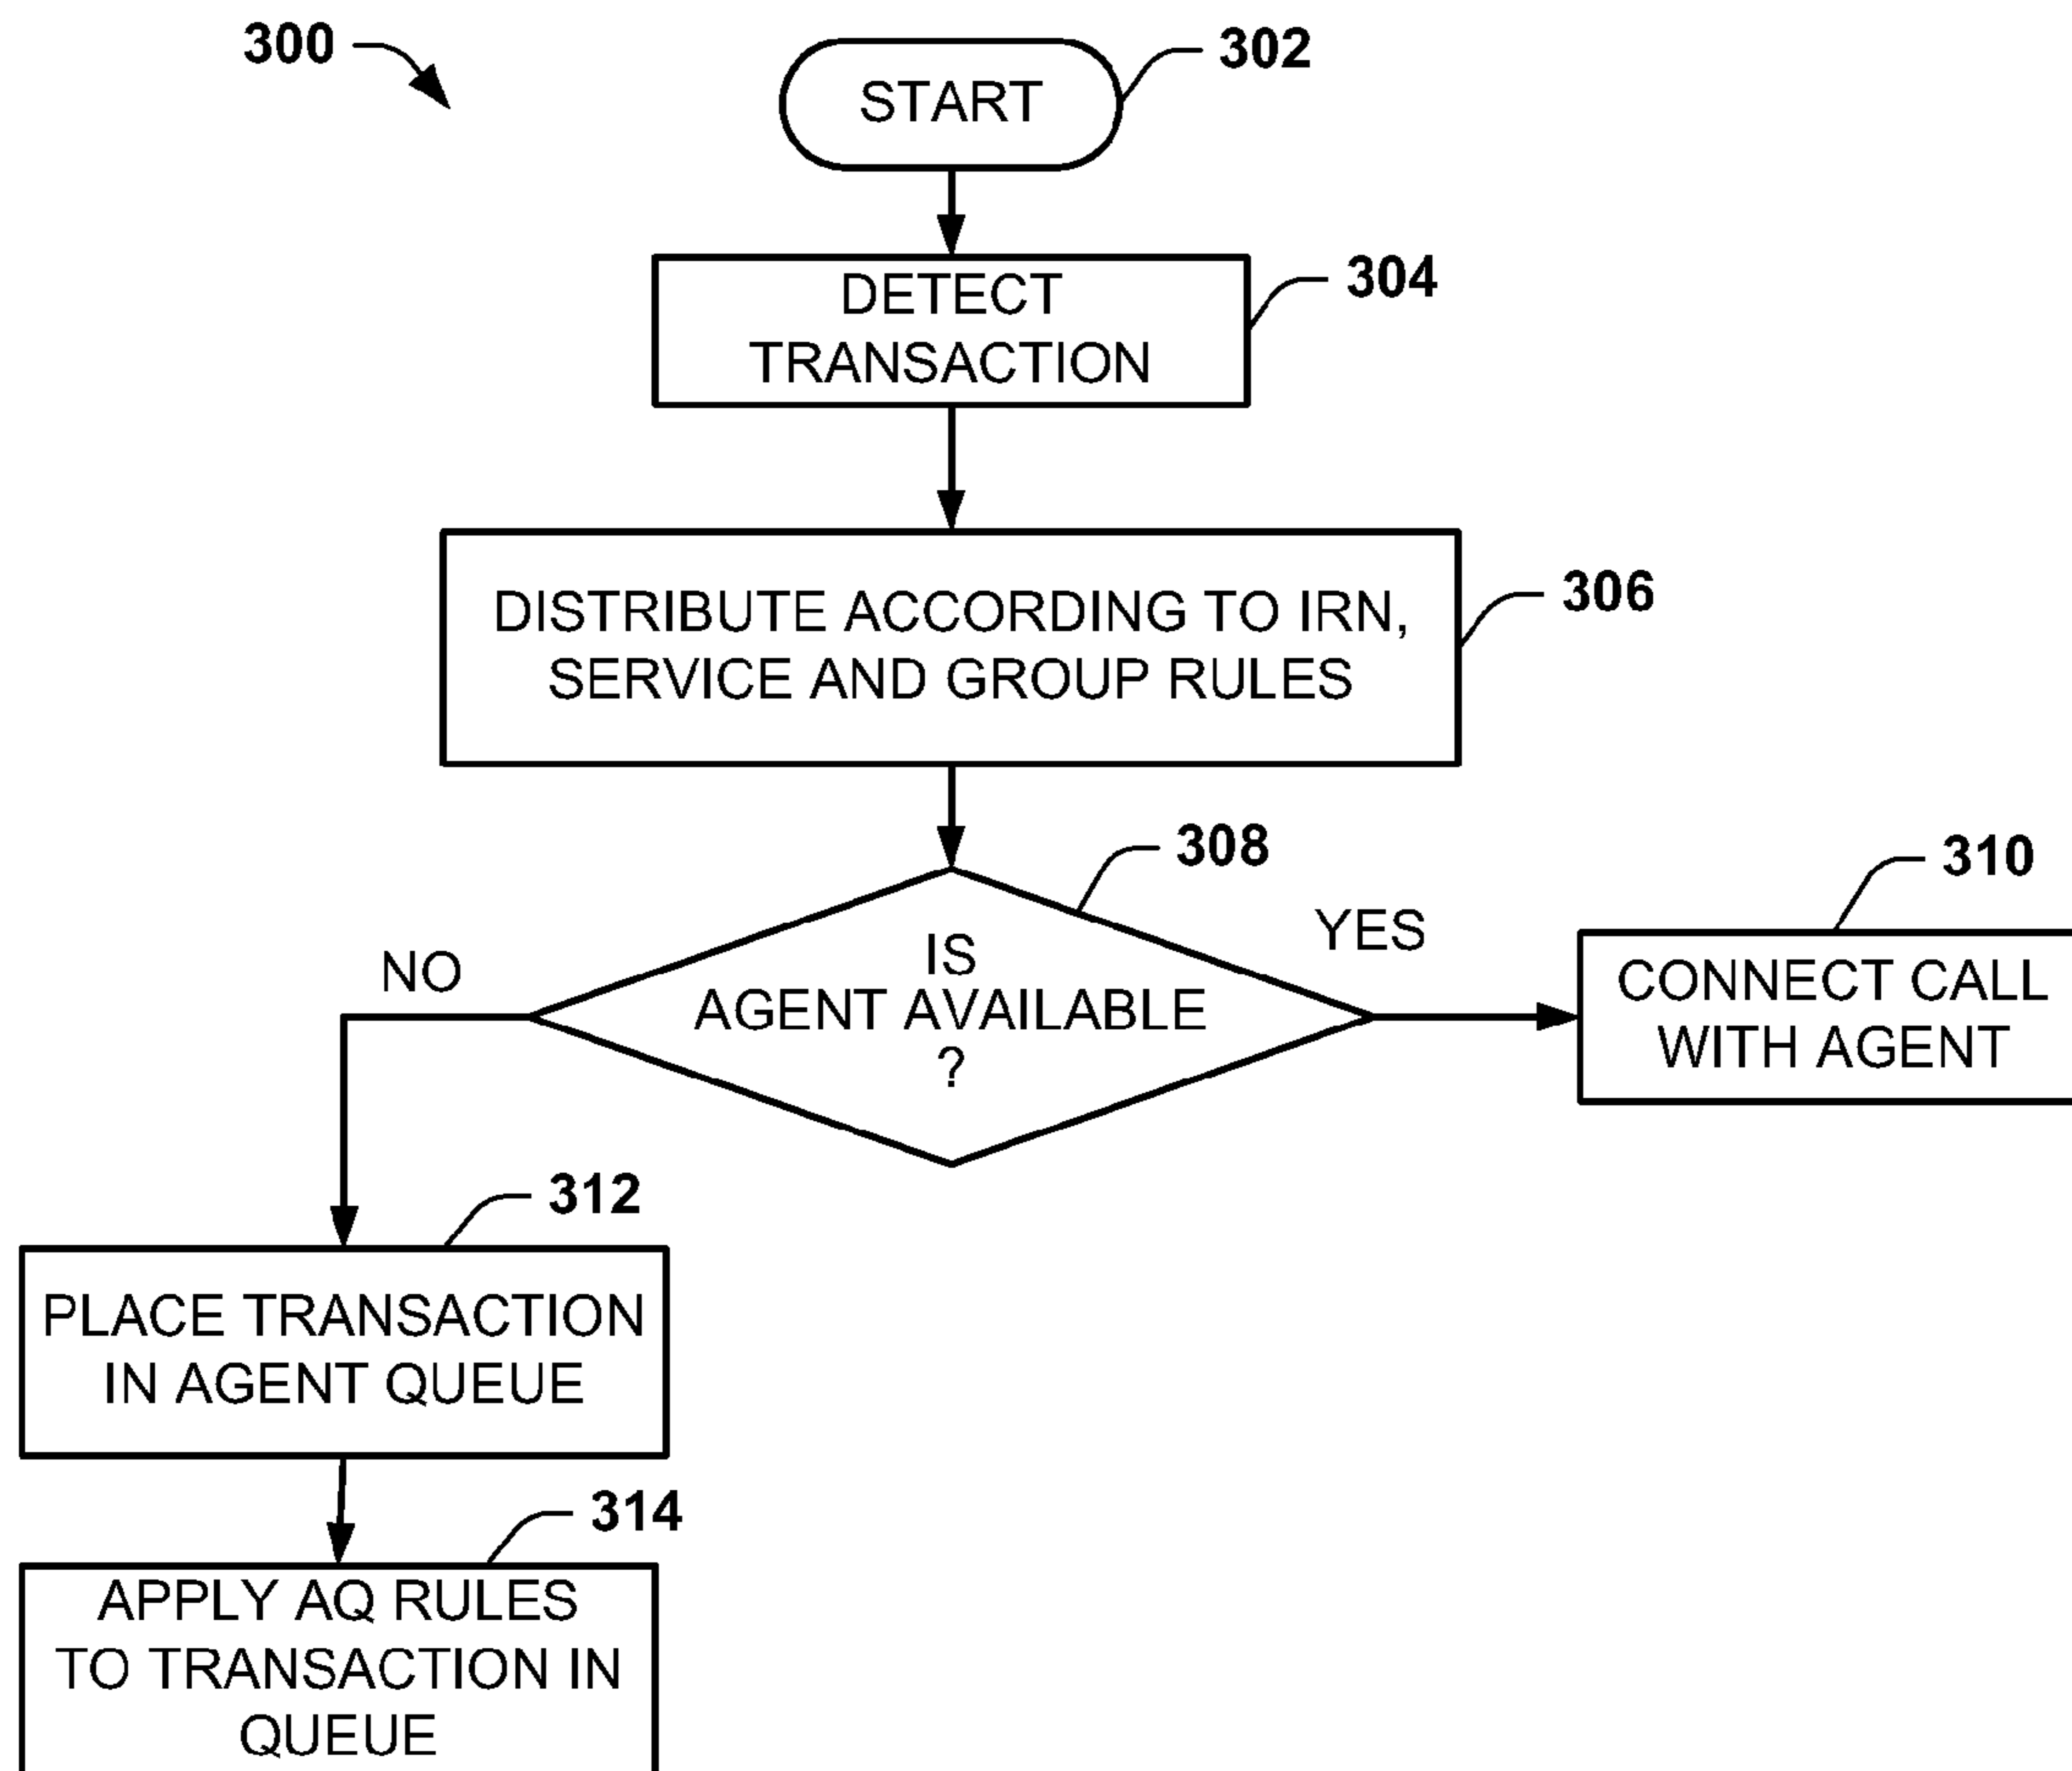 300
START
302
DETECT
TRANSACTION
304
DISTRIBUTE ACCORDING TO IRN,
SERVICE AND GROUP RULES
306
308
IS
AGENT AVAILABLE
?
YES
310
CONNECT CALL
WITH AGENT
NO
312
PLACE TRANSACTION
IN AGENT QUEUE
314
APPLY AQ RULES
TO TRANSACTION IN
QUEUE